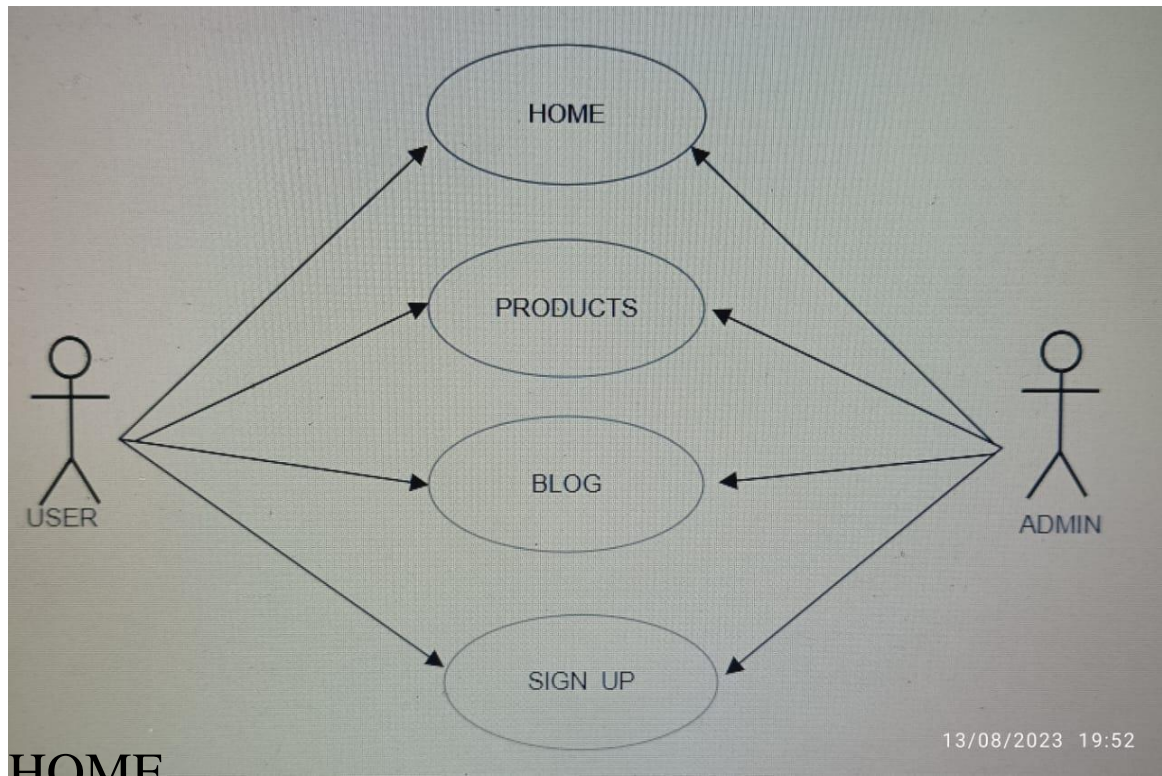 HOME
PRODUCTS
BLOG
USER
ADMIN
SIGN UP
13/08/2023 19:52
HOME